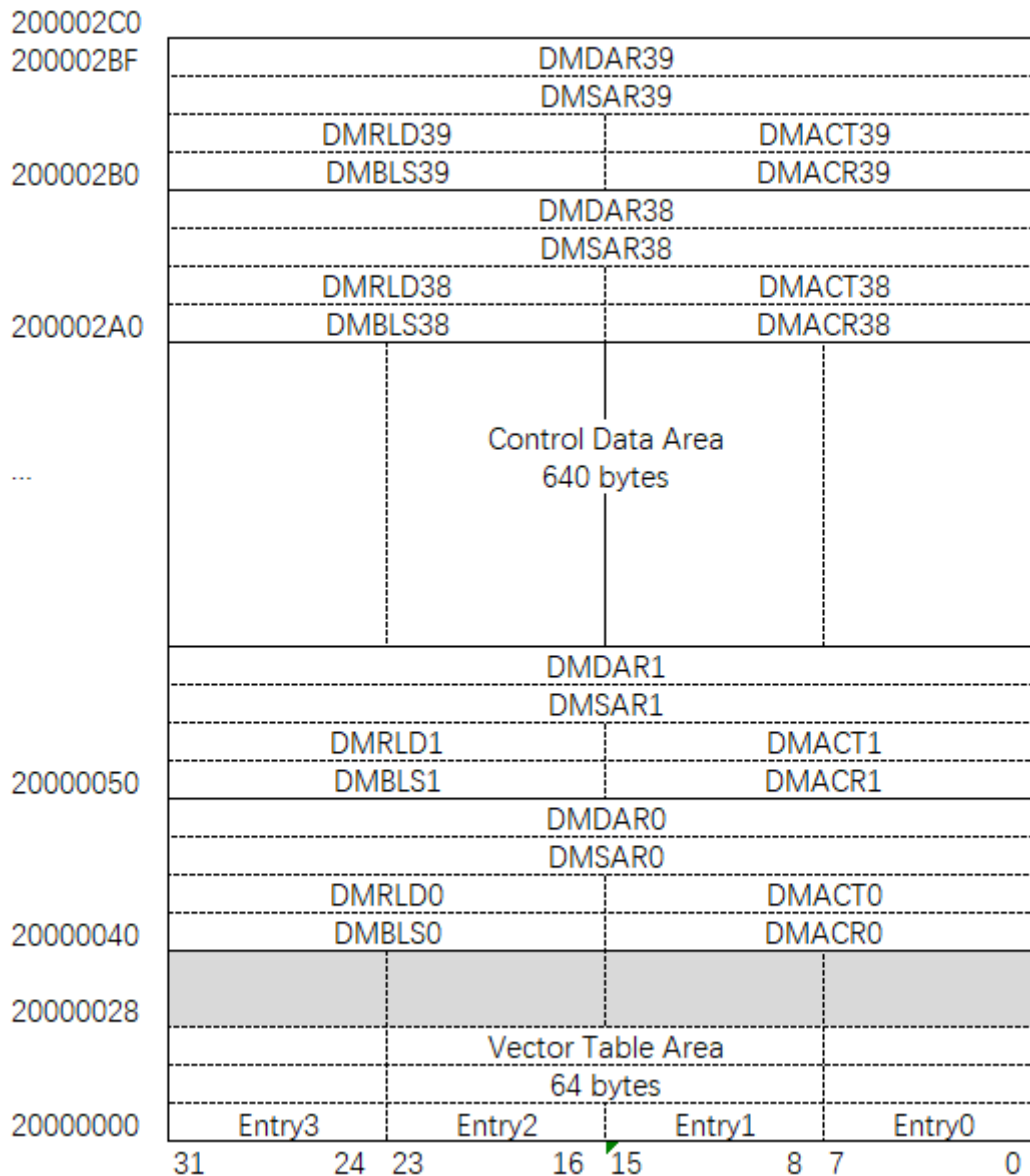 200002C0
200002BF DMDAR39
DMSAR39
DMRLD39 DMACT39
200002B0 DMBLS39 DMACR39
DMDAR38
DMSAR38
DMRLD38 DMACT38
200002A0 DMBLS38 DMACR38
Control Data Area
... 640 bytes
DMDAR1
DMSAR1
DMRLD1 DMACT1
20000050 DMBLS1 DMACR1
DMDAR0
DMSAR0
DMRLD0 DMACT0
20000040 DMBLS0 DMACR0
20000028
Vector Table Area
64 bytes
20000000 Entry3 Entry2 Entry1 Entry0
31 24 23 16 15 8 7 0